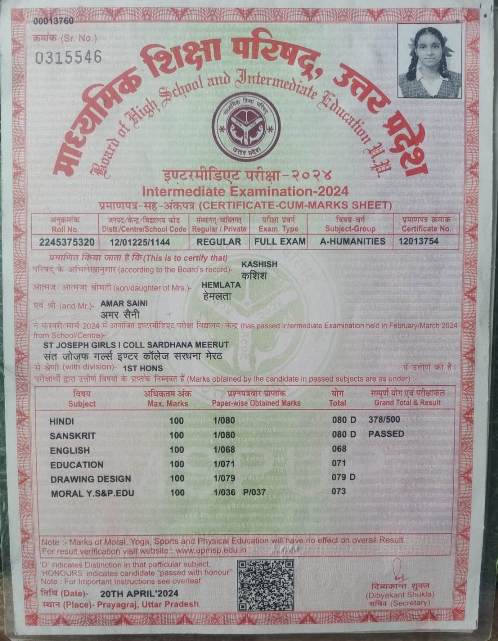 00013760
क्रमांक (Sr. No.)
0315546
माध्यमिक शिक्षा परिषद्, उत्तर प्रदेश
Board of High School and Intermediate Education U.P.
इण्टरमीडिएट परीक्षा-२०२४
Intermediate Examination-2024
प्रमाणपत्र-सह-अंकपत्र (CERTIFICATE-CUM-MARKS SHEET)
अनुक्रमांक जनपद/केन्द्र/विद्यालय कोड संस्थागत/व्यक्तिगत परीक्षा प्रवर्ग विषय-वर्ग प्रमाणपत्र क्रमांक
Roll No. Distt./Centre/School Code Regular / Private Exam. Type Subject-Group Certificate No.
2245375320 12/01225/1144 REGULAR FULL EXAM A-HUMANITIES 12013754
प्रमाणित किया जाता है कि (This is to certify that)
KASHISH
परिषद् के अभिलेखानुसार (according to the Board's record)- कशिश
HEMLATA
आत्मज/आत्मजा श्रीमती (son/daughter of Mrs.)- हेमलता
AMAR SAINI
एवं श्री (and Mr.)- अमर सैनी
ने फरवरी/मार्च 2024 में आयोजित इण्टरमीडिएट परीक्षा विद्यालय/केन्द्र (has passed Intermediate Examination held in February/March 2024
from School/Centre)-
ST JOSEPH GIRLS I COLL SARDHANA MEERUT
संत जोज़फ़ गर्ल्स इण्टर कॉलेज सरधना मेरठ
से श्रेणी (with division)- 1ST HONS में उत्तीर्ण की है
परीक्षार्थी द्वारा उत्तीर्ण विषयों के प्राप्तांक निम्नवत हैं (Marks obtained by the candidate in passed subjects are as under)
विषय अधिकतम अंक प्रश्नपत्रवार प्राप्तांक योग सम्पूर्ण योग एवं परीक्षाफल
Subject Max. Marks Paper-wise Obtained Marks Total Grand Total & Result
HINDI 100 1/080 080 D 378/500
SANSKRIT 100 1/080 080 D PASSED
ENGLISH 100 1/068 068
EDUCATION 100 1/071 071
DRAWING DESIGN 100 1/079 079 D
MORAL Y.S&P.EDU 100 1/036 P/037 073
Note :- Marks of Moral, Yoga, Sports and Physical Education will have no effect on overall Result.
For result verification visit website : www.upmsp.edu.in
'D' indicates Distinction in that particular subject.
HONOURS indicates candidate "passed with honour"
Note : For Important Instructions see overleaf
तिथि (Date)- 20TH APRIL'2024
स्थान (Place)- Prayagraj, Uttar Pradesh
दिब्यकान्त शुक्ल
(Dibyekant Shukla)
सचिव (Secretary)